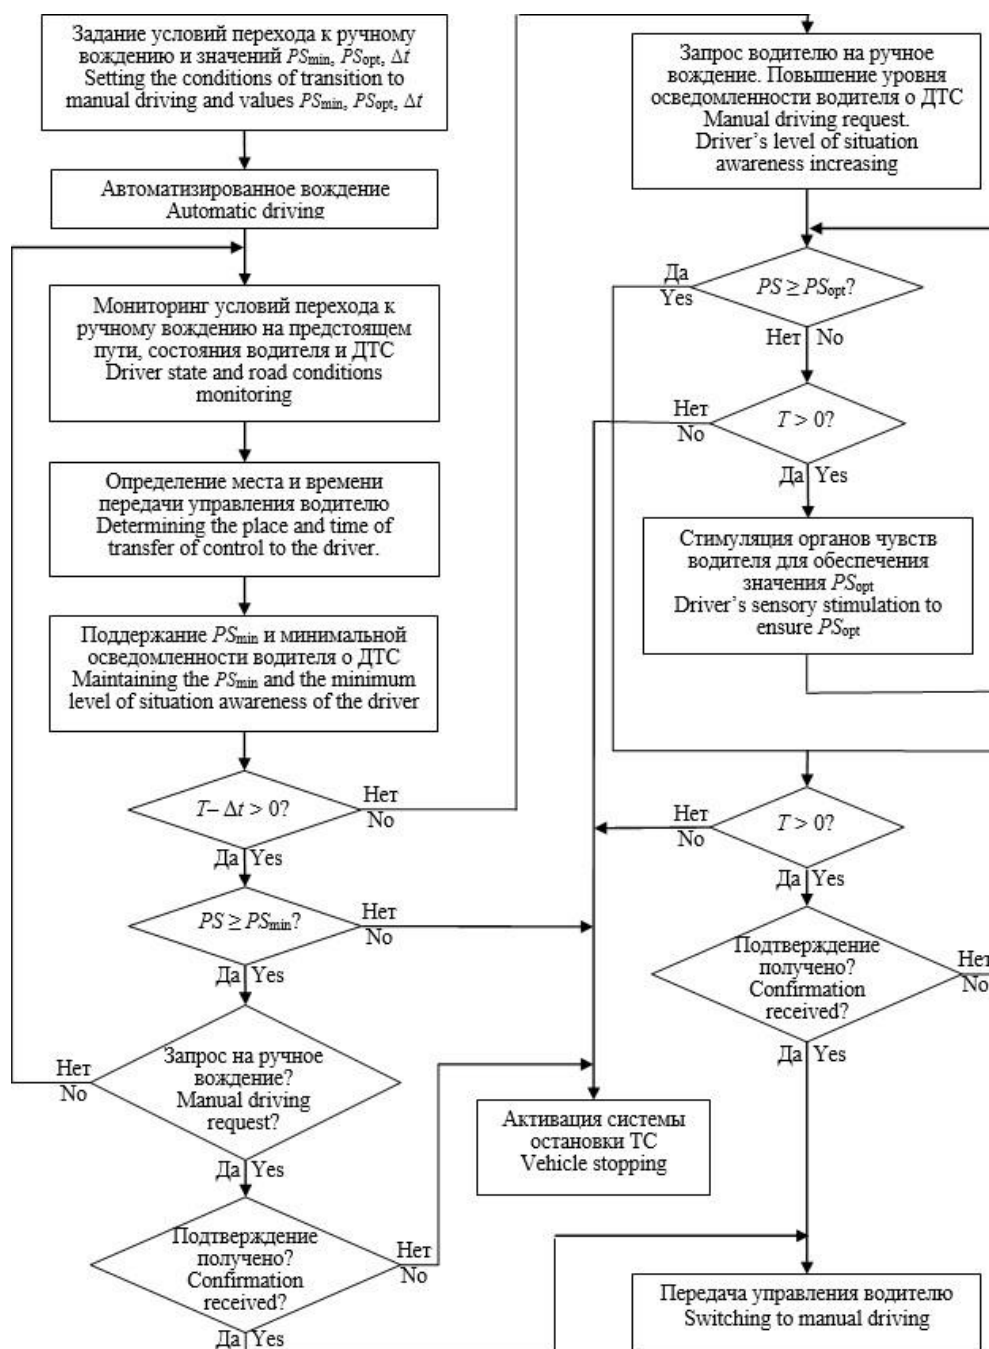 Задание условий перехода к ручному
вождению и значений PSmin, PSopt, Δt
Setting the conditions of transition to
manual driving and values PSmin, PSopt, Δt
Автоматизированное вождение
Automatic driving
Мониторинг условий перехода к
ручному вождению на предстоящем
пути, состояния водителя и ДТС
Driver state and road conditions
monitoring
Определение места и времени
передачи управления водителю
Determining the place and time of
transfer of control to the driver.
Поддержание PSmin и минимальной
осведомленности водителя о ДТС
Maintaining the PSmin and the minimum
level of situation awareness of the driver
T– Δt > 0?
Нет
No
Да Yes
PS ≥ PSmin?
Нет
No
Да Yes
Запрос на ручное
вождение?
Manual driving
request?
Нет
No
Да Yes
Подтверждение
получено?
Confirmation
received?
Нет
No
Да Yes
Запрос водителю на ручное
вождение. Повышение уровня
осведомленности водителя о ДТС
Manual driving request.
Driver’s level of situation
awareness increasing
PS ≥ PSopt?
Да
Yes
Нет No
T > 0?
Нет
No
Да Yes
Стимуляция органов чувств
водителя для обеспечения
значения PSopt
Driver’s sensory stimulation to
ensure PSopt
T > 0?
Нет
No
Да Yes
Подтверждение
получено?
Confirmation
received?
Нет
No
Да Yes
Активация системы
остановки ТС
Vehicle stopping
Передача управления водителю
Switching to manual driving